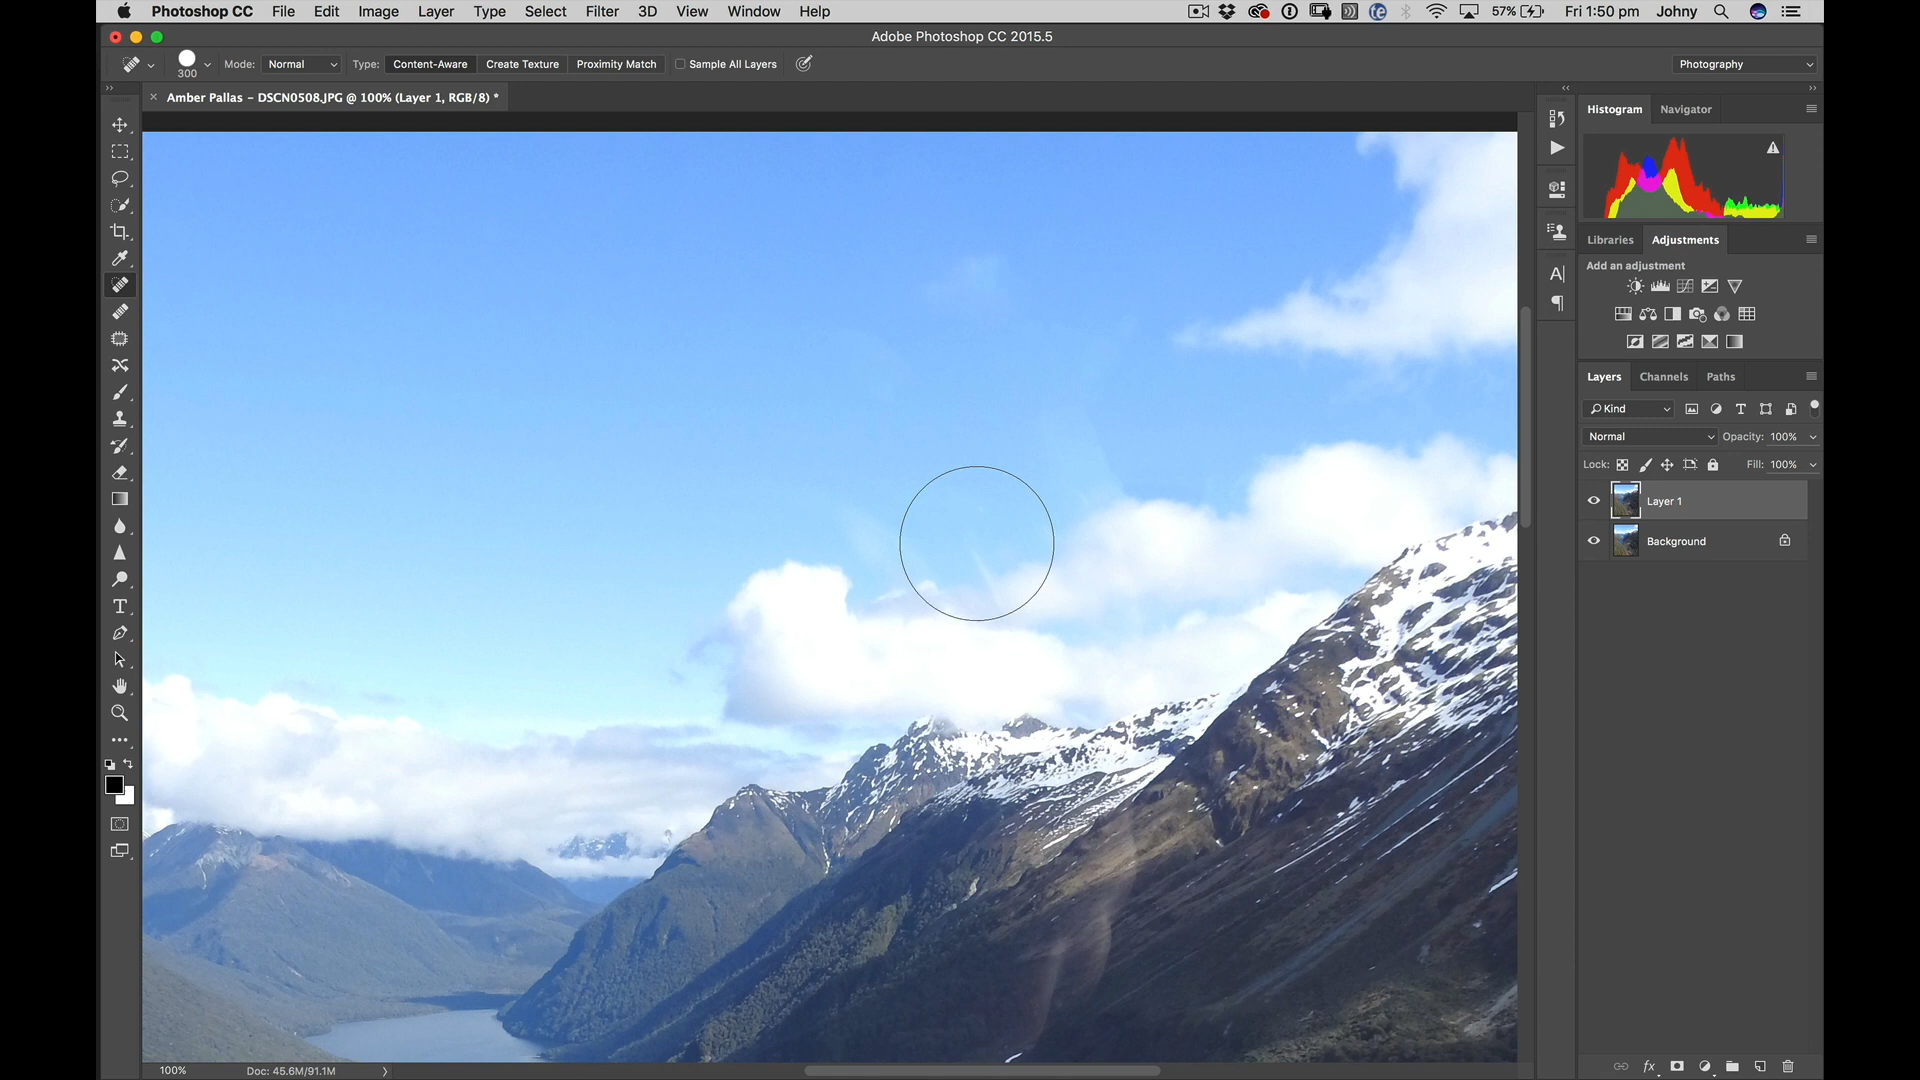 Photoshop CC File Edit Image Layer Type Select Filter 3D View Window Help 57% Fri 1:50 pm Johny
Adobe Photoshop CC 2015.5
300 Mode: Normal Type: Content-Aware Create Texture Proximity Match Sample All Layers Photography
Amber Pallas - DSCN0508.JPG @ 100% (Layer 1, RGB/8) *
Histogram Navigator
Libraries Adjustments
Add an adjustment
Layers Channels Paths
Kind
Normal Opacity: 100%
Lock: Fill: 100%
Layer 1
Background
fx
100% Doc: 45.6M/91.1M